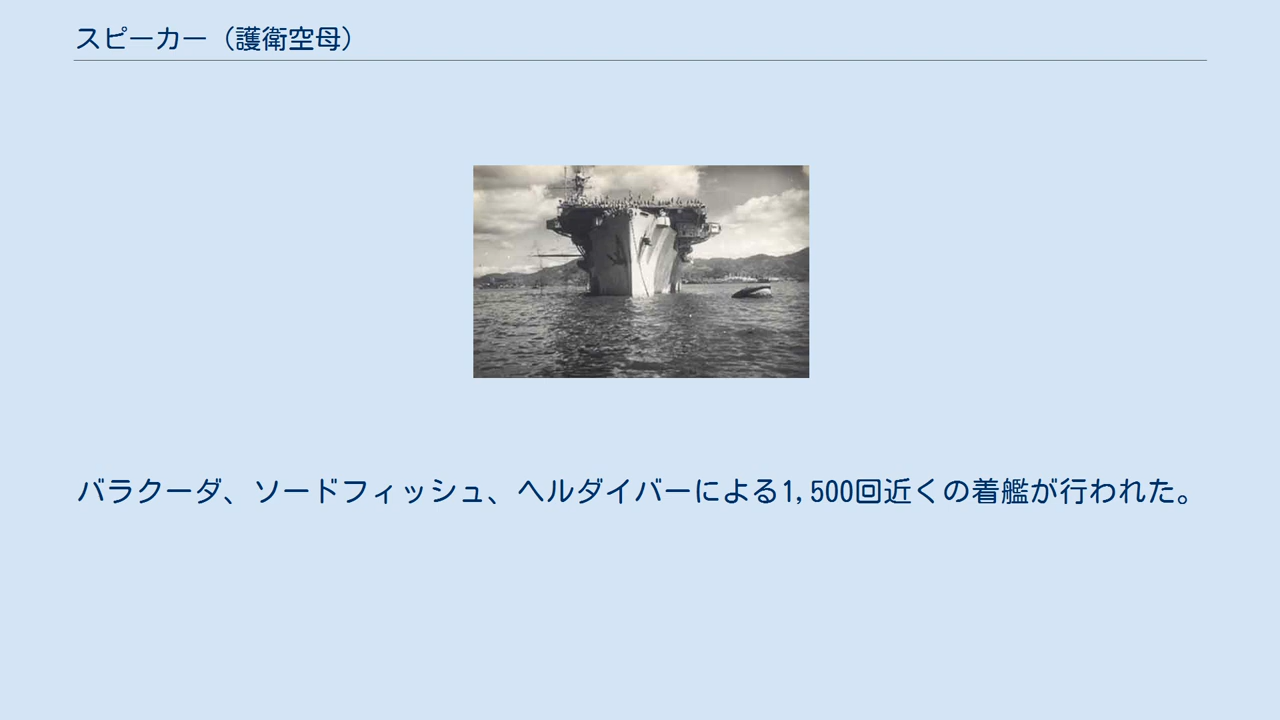 スピーカー（護衛空母）
バラクーダ、ソードフィッシュ、ヘルダイバーによる1,500回近くの着艦が行われた。